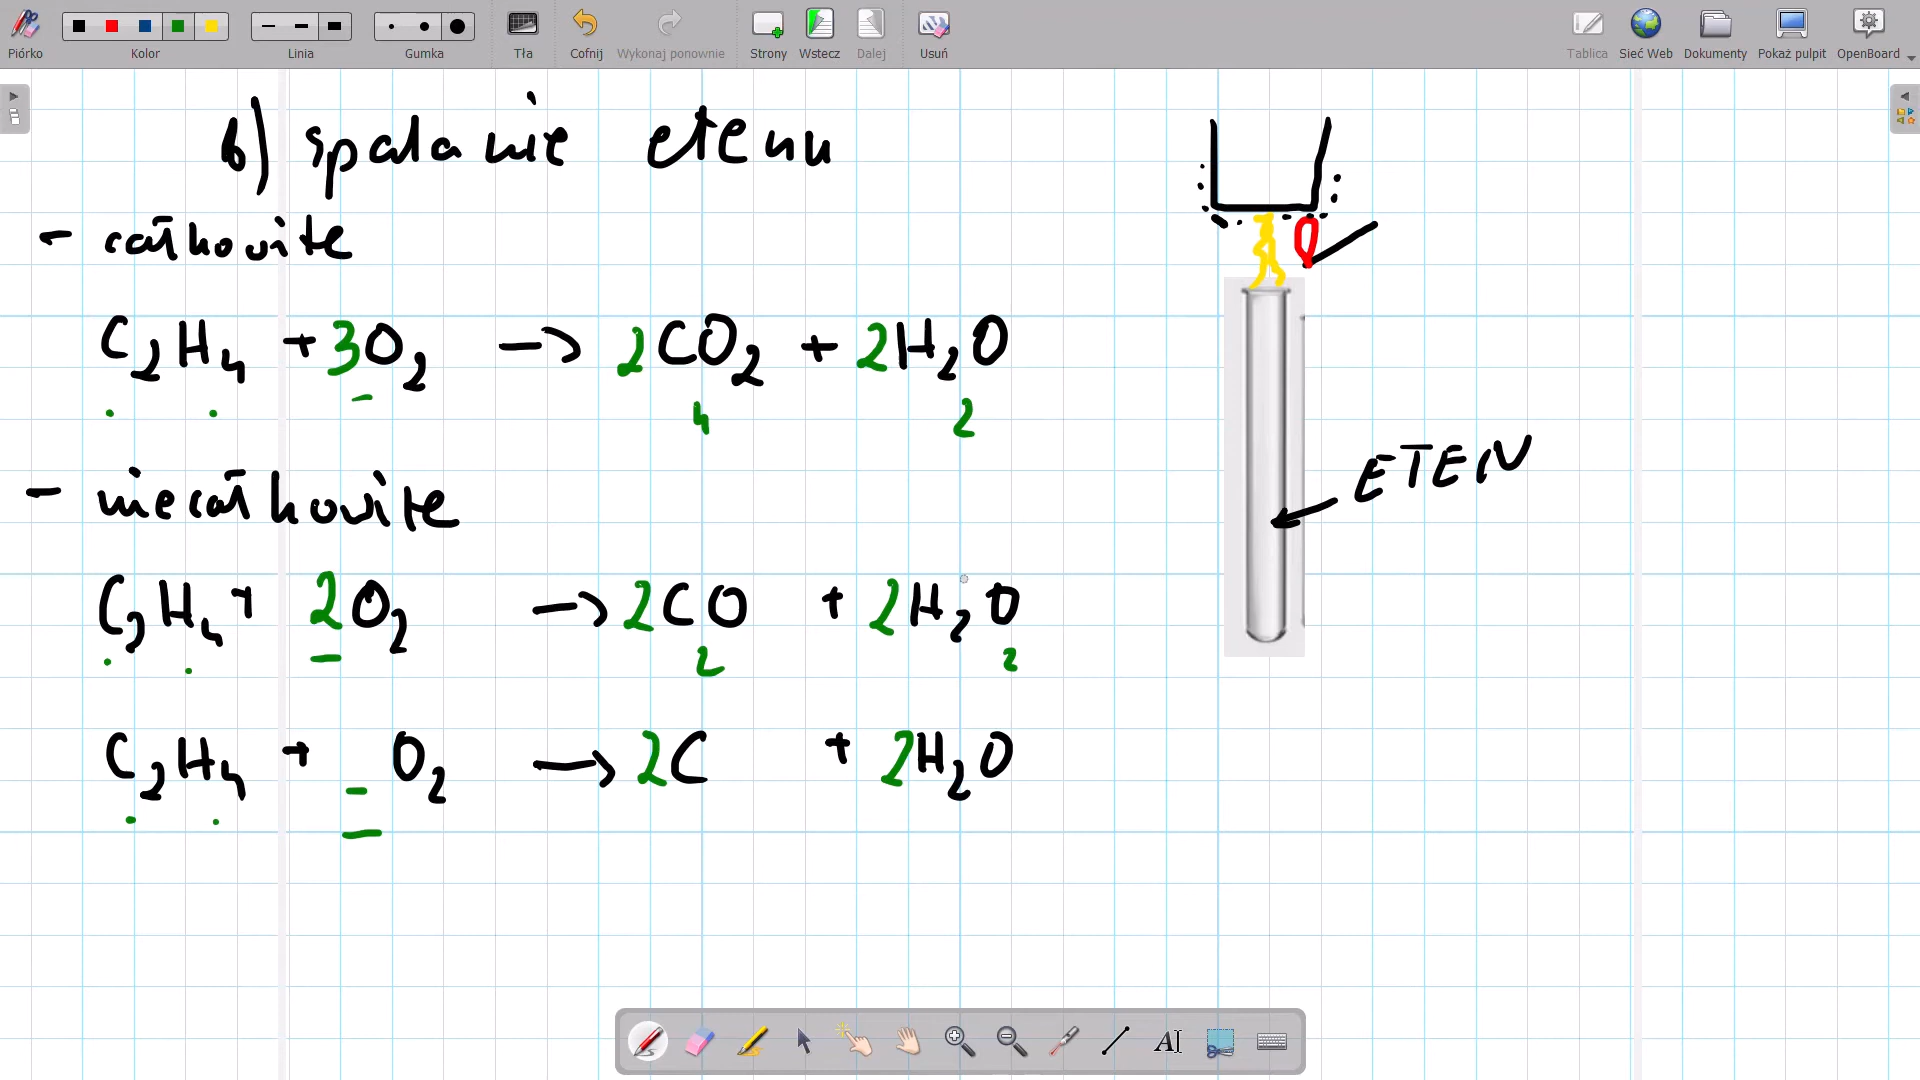 Piórko Kolor Linia Gumka Tła Cofnij Wykonaj ponownie Strony Wstecz Dalej Usuń Tablica Sieć Web Dokumenty Pokaż pulpit OpenBoard
b) spalanie etenu
- całkowite
C₂H₄ + 3O₂ → 2CO₂ + 2H₂O
4 2
ETEN
- niecałkowite
C₂H₄ + 2O₂ → 2CO + 2H₂O
2 2
C₂H₄ + _ O₂ → 2C + 2H₂O